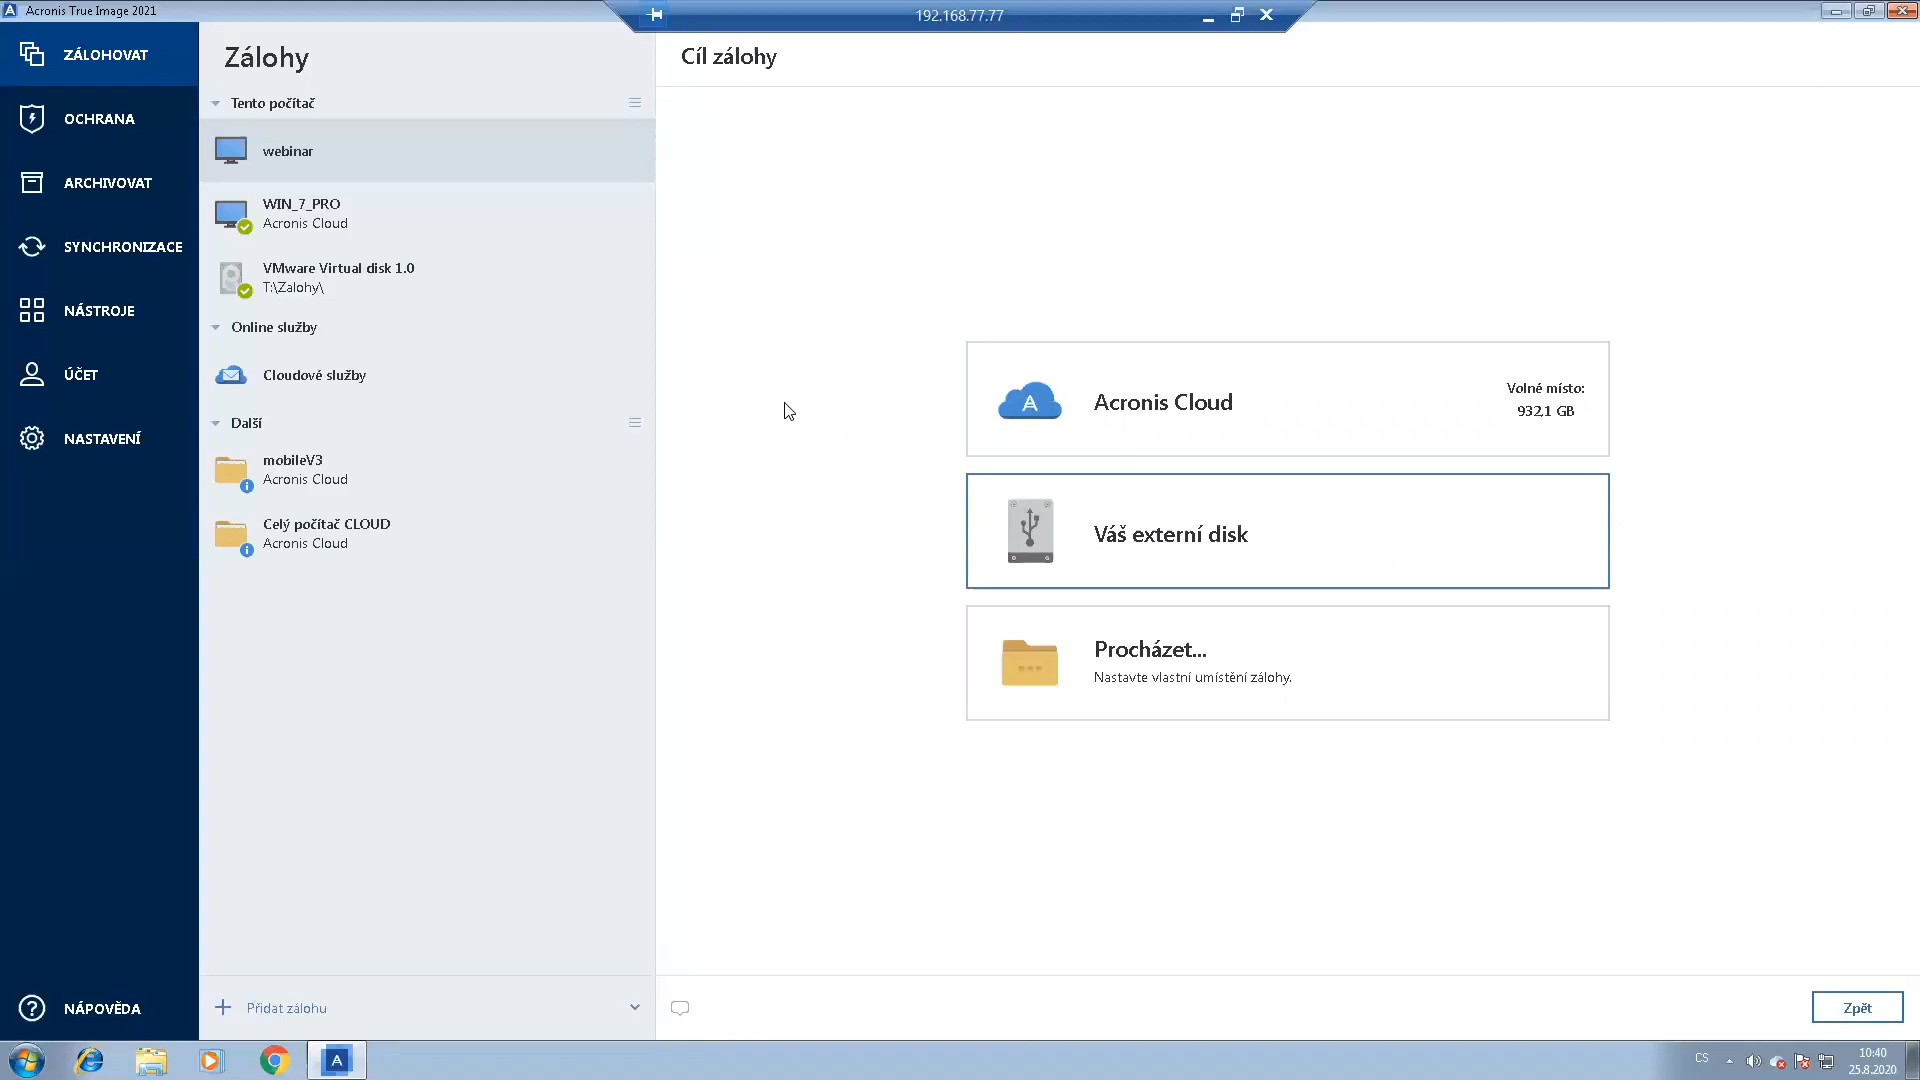 Acronis True Image 2021
192.168.77.77
ZÁLOHOVAT
OCHRANA
ARCHIVOVAT
SYNCHRONIZACE
NÁSTROJE
ÚČET
NASTAVENÍ
NÁPOVĚDA
Zálohy
Tento počítač
webinar
WIN_7_PRO
Acronis Cloud
VMware Virtual disk 1.0
T:\Zalohy\
Online služby
Cloudové služby
Další
mobileV3
Acronis Cloud
Celý počítač CLOUD
Acronis Cloud
Přidat zálohu
Cíl zálohy
Acronis Cloud
Volné místo:
932,1 GB
Váš externí disk
Procházet...
Nastavte vlastní umístění zálohy.
Zpět
CS
10:40
25.8.2020